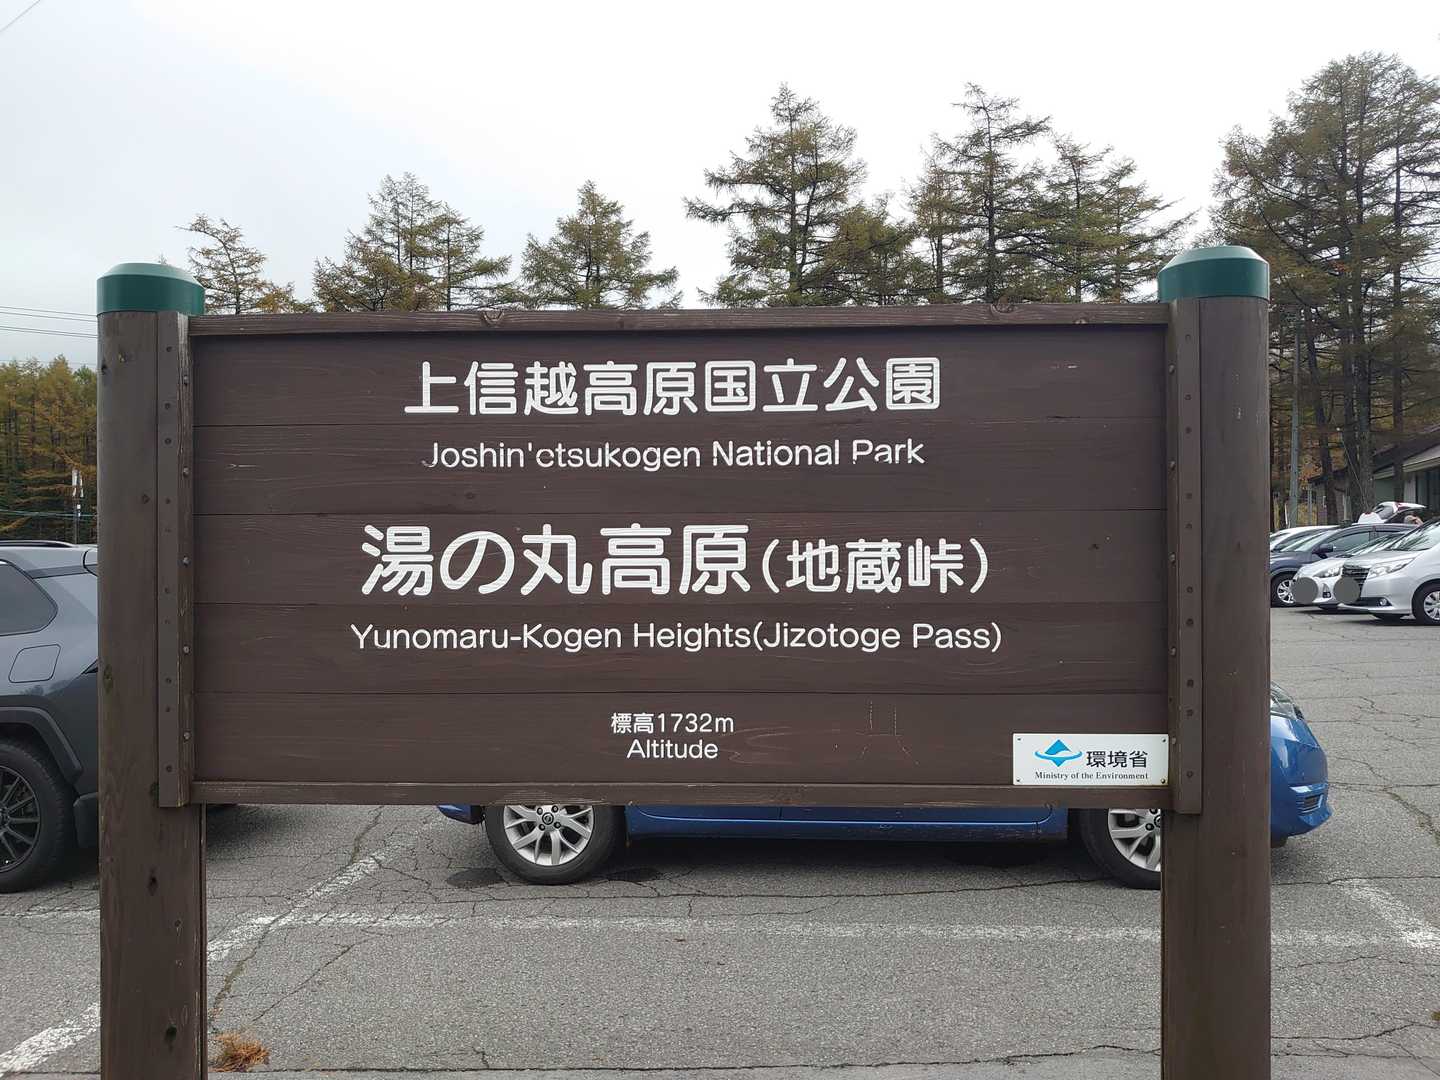 上信越高原国立公園
Joshin'etsukogen National Park
湯の丸高原(地蔵峠)
Yunomaru-Kogen Heights(Jizotoge Pass)
標高1732m
Altitude
環境省
Ministry of the Environment